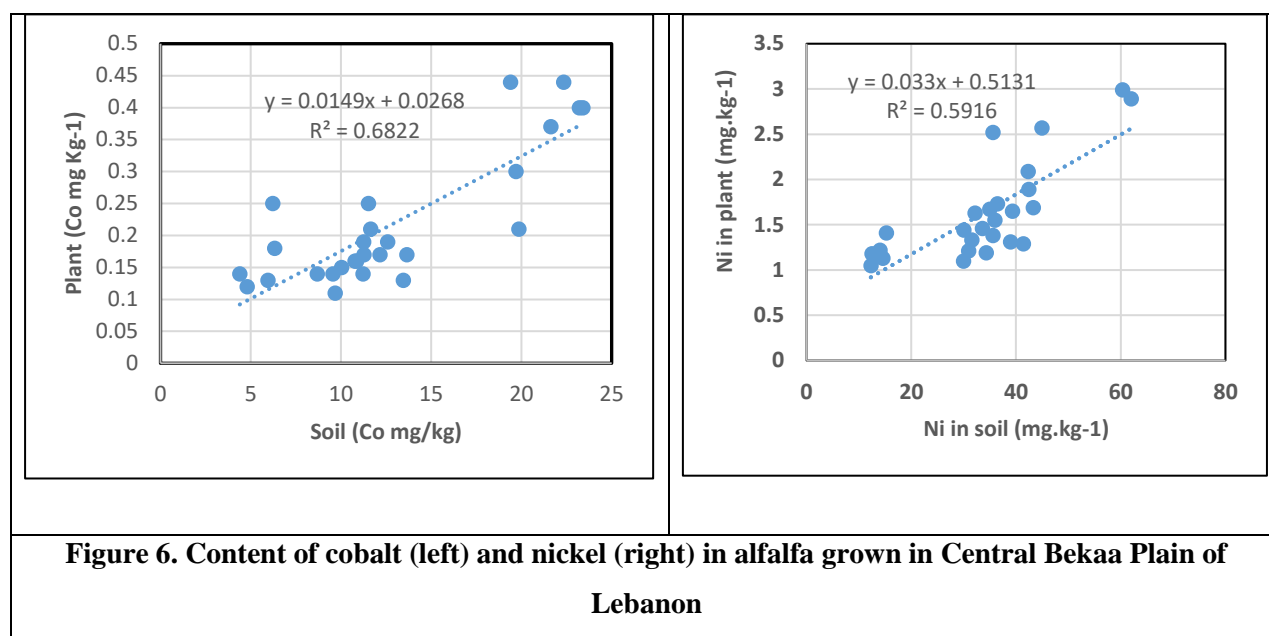 0.5
0.45
0.4
0.35
0.3
0.25
0.2
0.15
0.1
0.05
0
Plant (Co mg Kg-1)
y = 0.0149x + 0.0268
R² = 0.6822
0 5 10 15 20 25
Soil (Co mg/kg)
3.5
3
2.5
2
1.5
1
0.5
0
Ni in plant (mg.kg-1)
y = 0.033x + 0.5131
R² = 0.5916
0 20 40 60 80
Ni in soil (mg.kg-1)
Figure 6. Content of cobalt (left) and nickel (right) in alfalfa grown in Central Bekaa Plain of
Lebanon